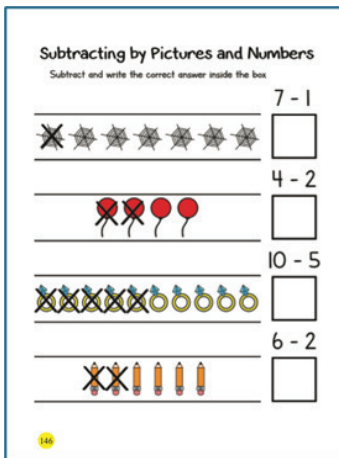 Subtracting by Pictures and Numbers
Subtract and write the correct answer inside the box
7 - 1
4 - 2
10 - 5
6 - 2
146